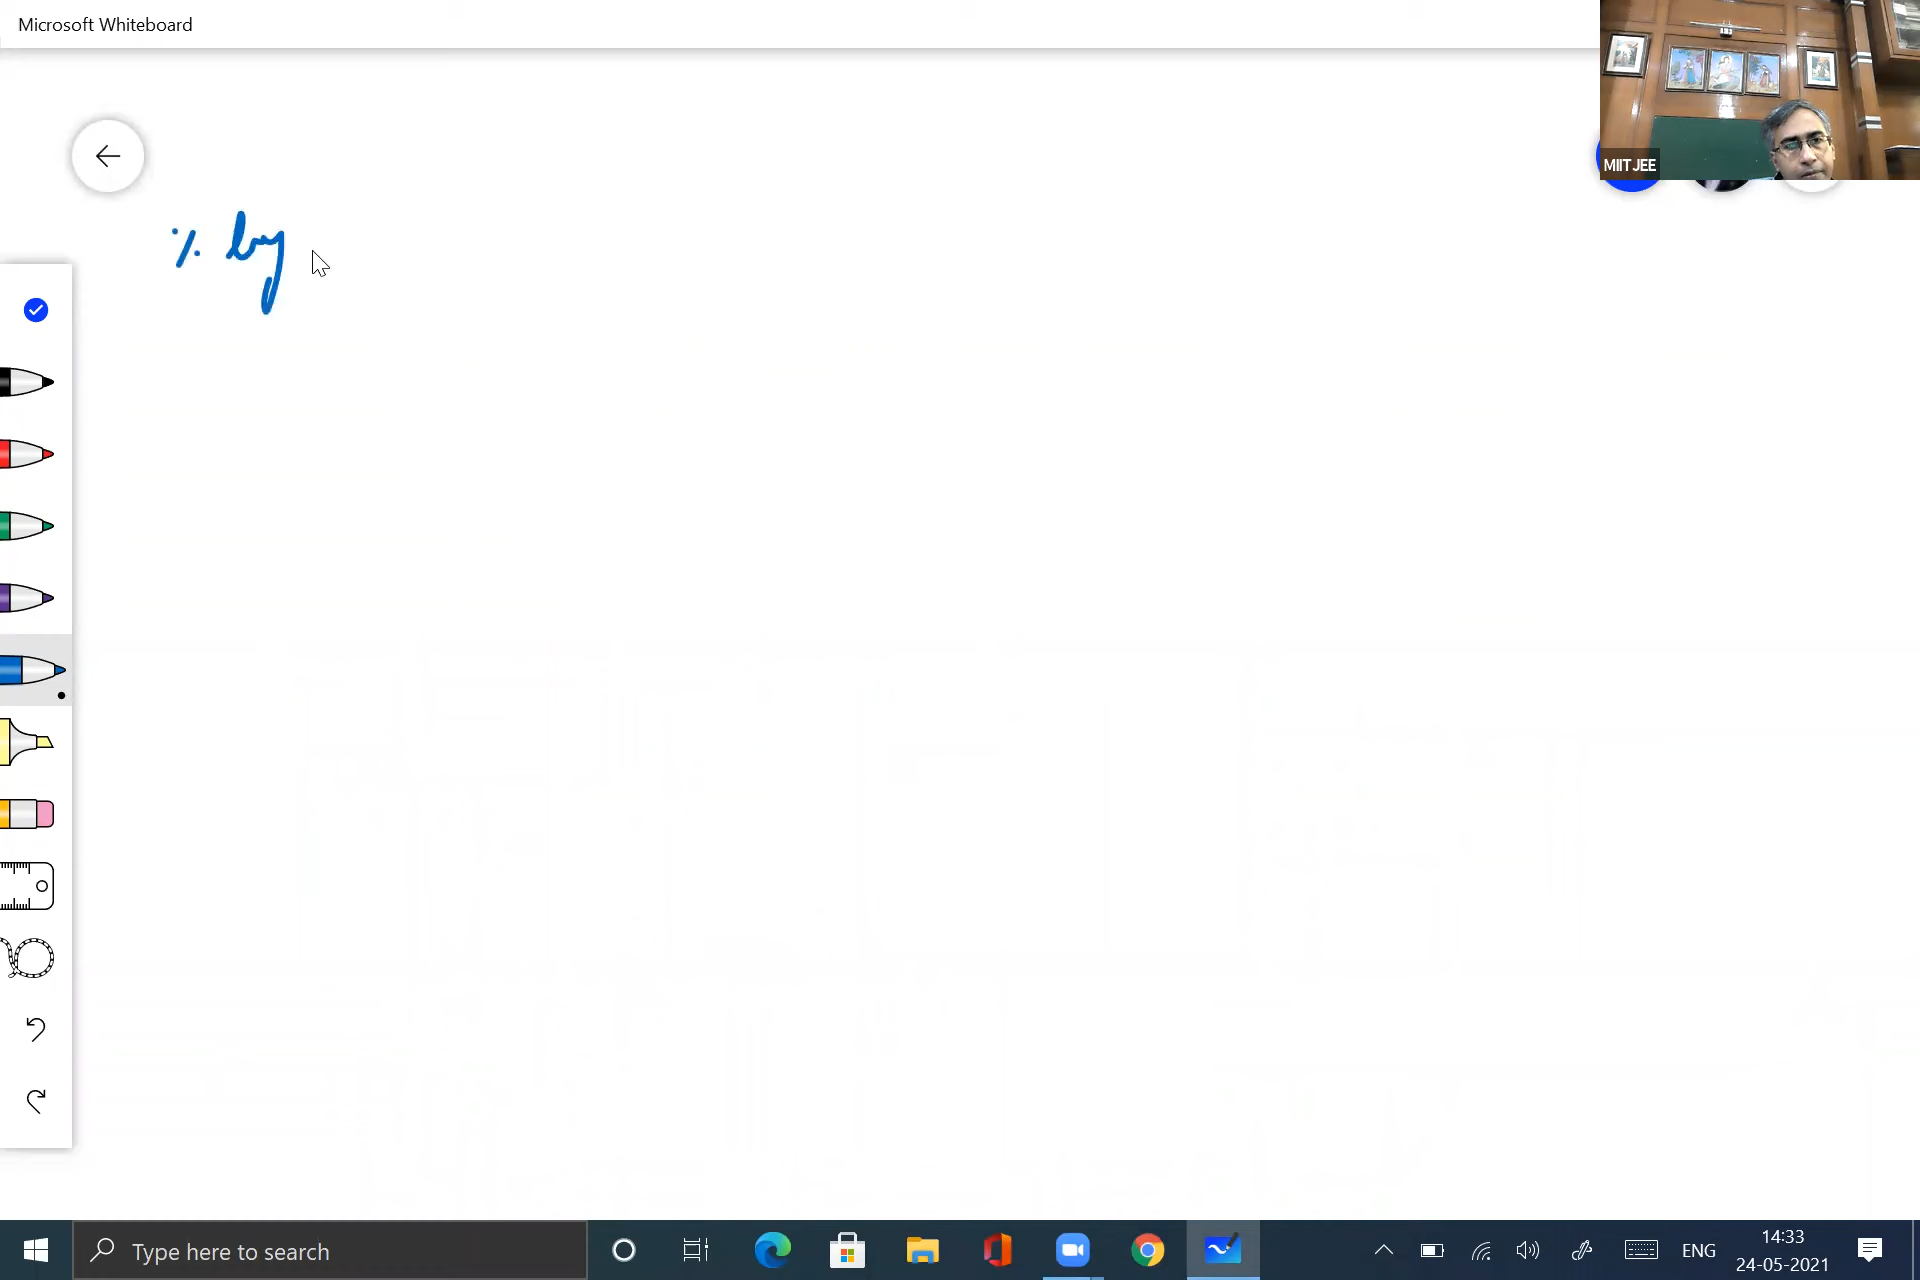 Microsoft Whiteboard
MIIT JEE
% by
Type here to search
ENG
14:33
24-05-2021